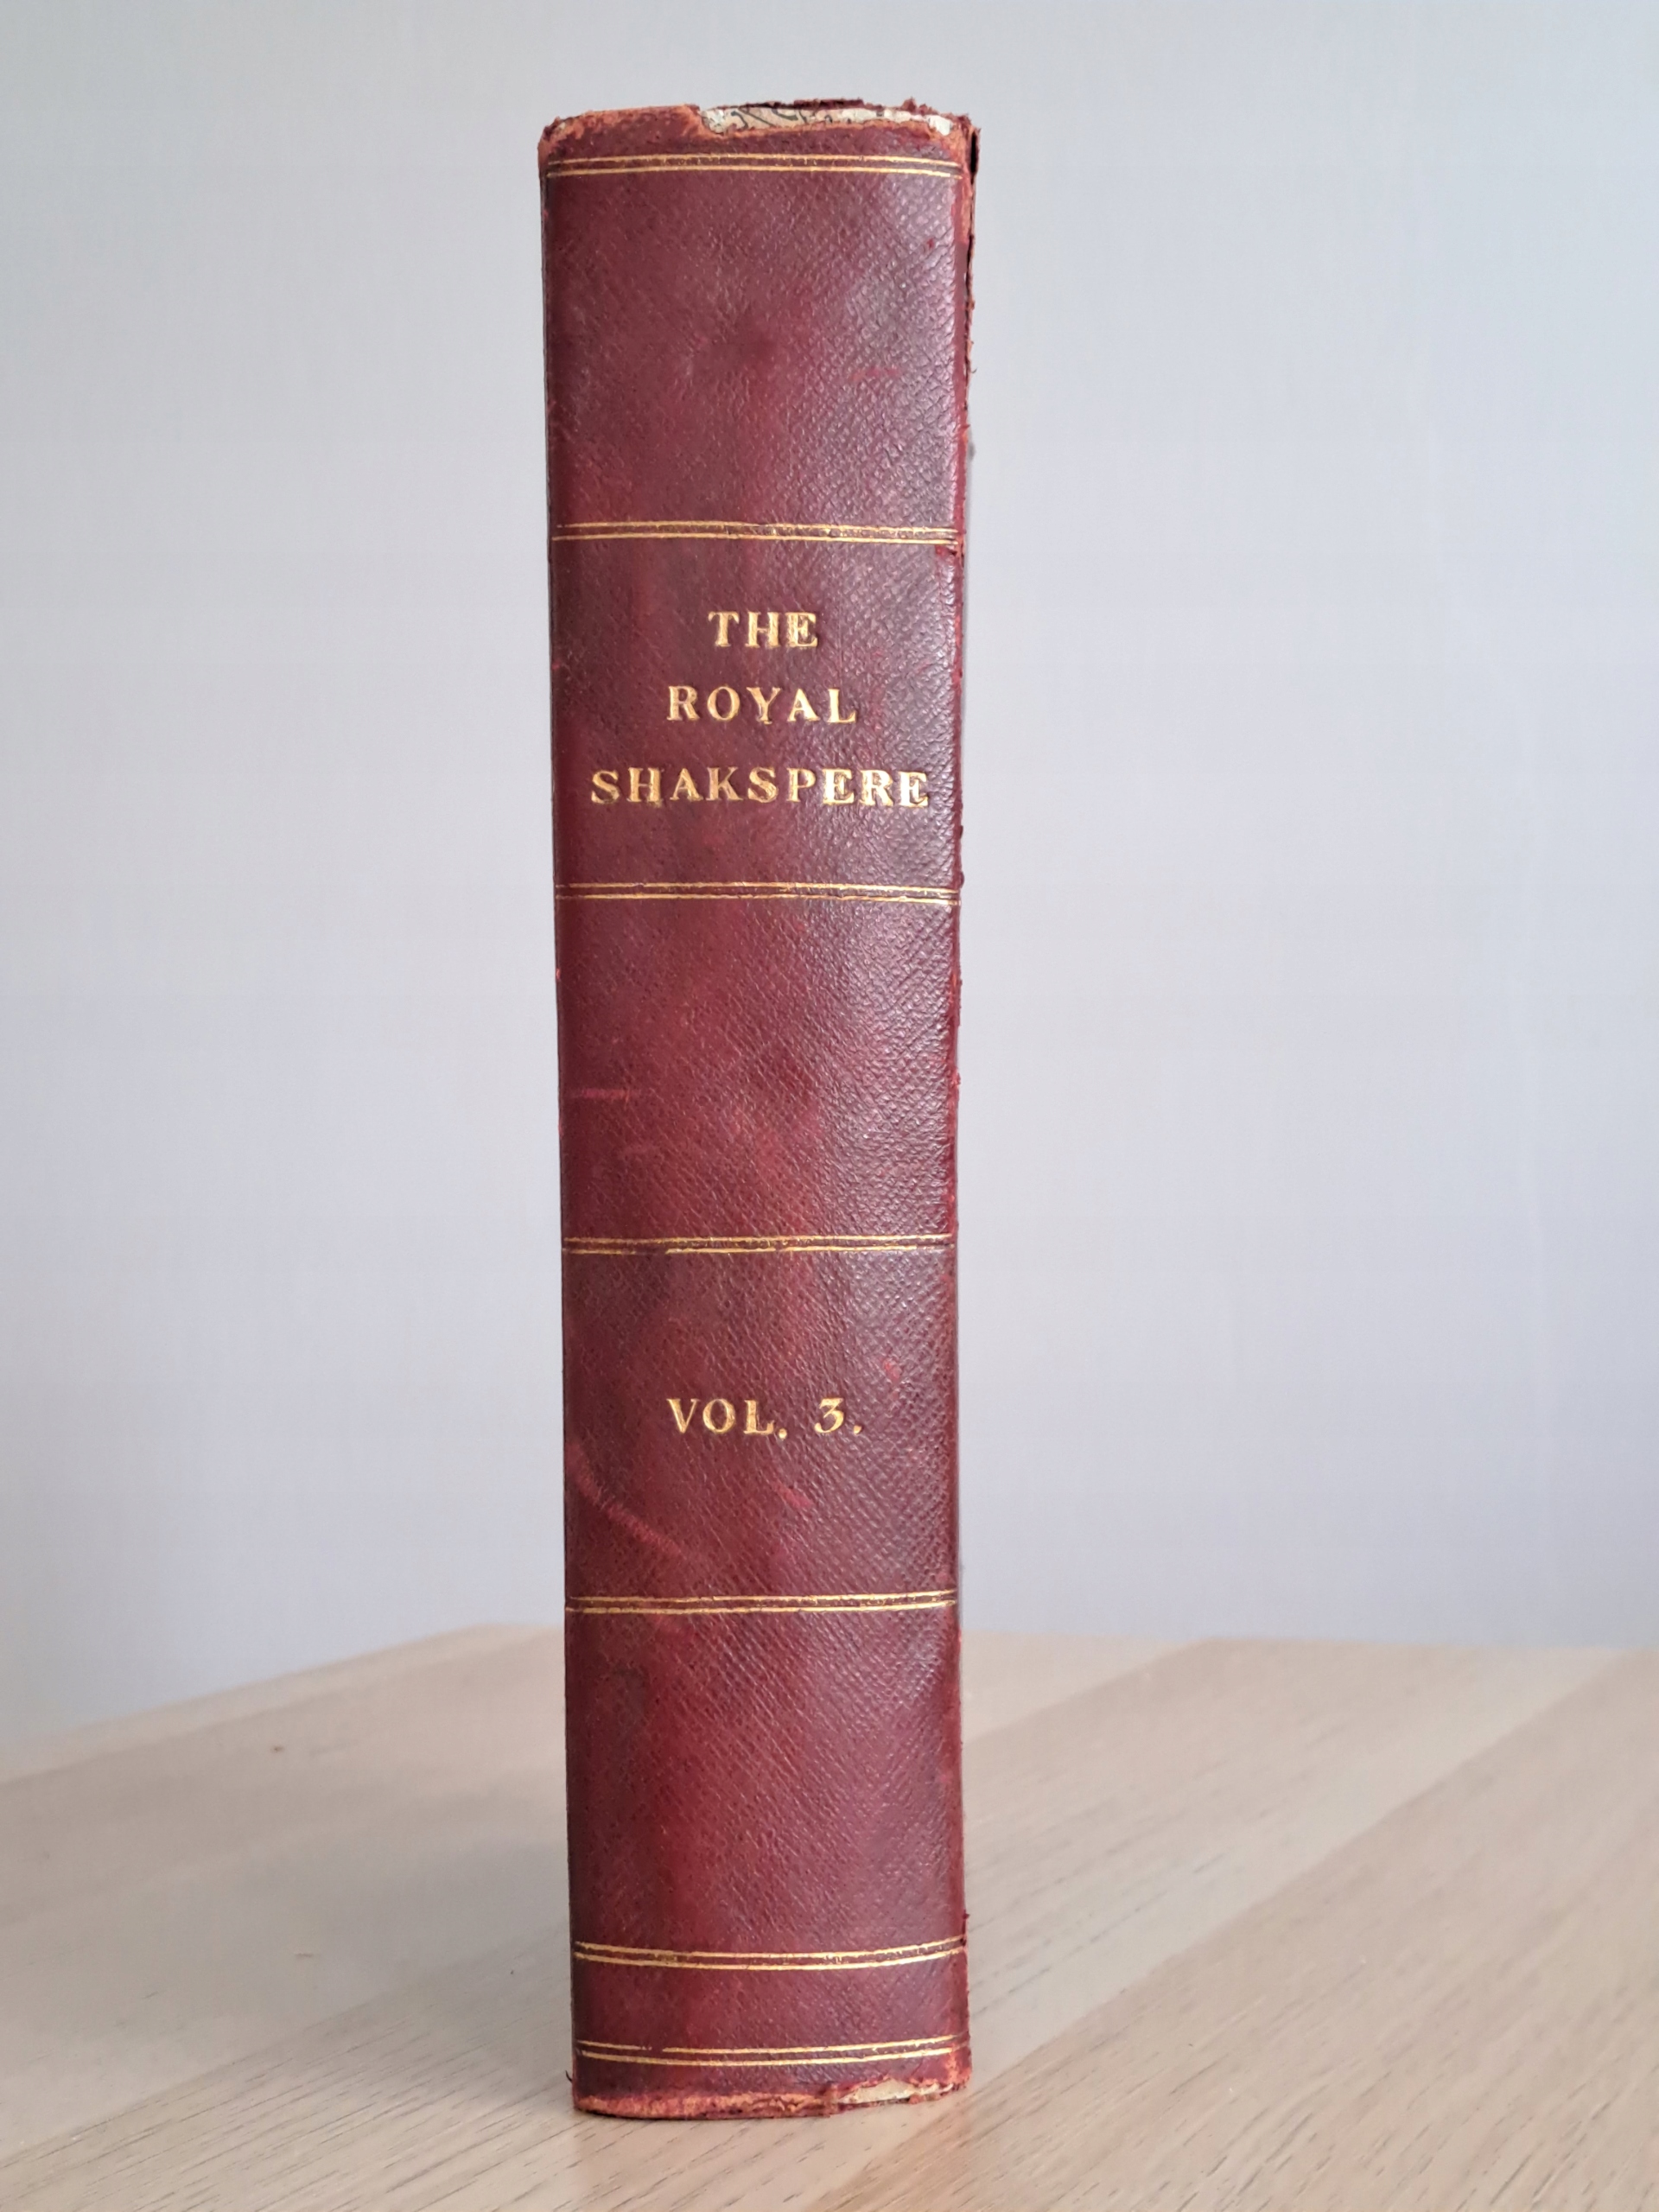 THE
ROYAL
SHAKSPERE
VOL. 3.